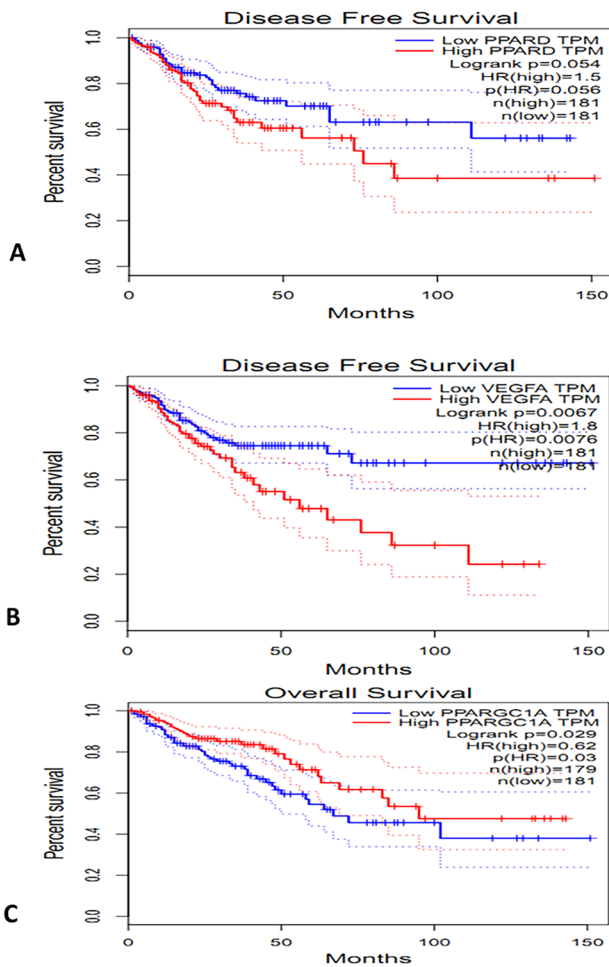 Disease Free Survival
Low PPARD TPM
High PPARD TPM
Logrank p=0.054
HR(high)=1.5
p(HR)=0.056
n(high)=181
n(low)=181
Percent survival
0.0 0.2 0.4 0.6 0.8 1.0
0 50 100 150
Months
A
Disease Free Survival
Low VEGFA TPM
High VEGFA TPM
Logrank p=0.0067
HR(high)=1.8
p(HR)=0.0076
n(high)=181
n(low)=181
Percent survival
0.0 0.2 0.4 0.6 0.8 1.0
0 50 100 150
Months
B
Overall Survival
Low PPARGC1A TPM
High PPARGC1A TPM
Logrank p=0.029
HR(high)=0.62
p(HR)=0.03
n(high)=179
n(low)=181
Percent survival
0.0 0.2 0.4 0.6 0.8 1.0
0 50 100 150
Months
C